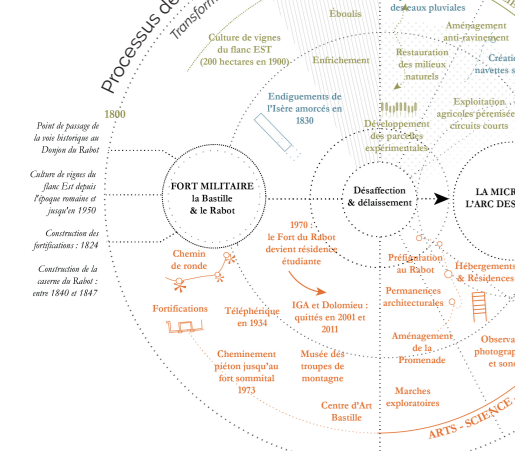 Processus de
Transform
Éboulis
des eaux pluviales
Aménagement
anti-ravinement
Culture de vignes
du flanc EST
(200 hectares en 1900)
Enfrichement
Restauration
des milieux
naturels
navettes s
Endiguements de
l'Isère amorcés en
1830
Exploitation
agricoles
circuits courts
Développement
des parcelles
expérimentales
1800
Point de passage de
la voie historique au
Donjon du Rabot
Culture de vignes du
flanc Est depuis
l'époque romaine et
jusqu'en 1950
Construction des
fortifications : 1824
Construction de la
caserne du Rabot :
entre 1840 et 1847
FORT MILITAIRE
la Bastille
& le Rabot
Désaffection
& délaissement
LA MICR
L'ARC DES
1970 :
le Fort du Rabot
devient résidence
étudiante
Chemin
de ronde
Préfiguration
au Rabot
Hébergements
& Résidences
Permanences
architecturales
Fortifications
Téléphérique
en 1934
IGA et Dolomieu :
quittés en 2001 et
2011
Aménagement
de la
Promenade
Observa
photograp
et sono
Cheminement
piéton jusqu'au
fort sommital
1973
Musée des
troupes de
montagne
Centre d'Art
Bastille
Marches
exploratoires
ARTS - SCIENCE